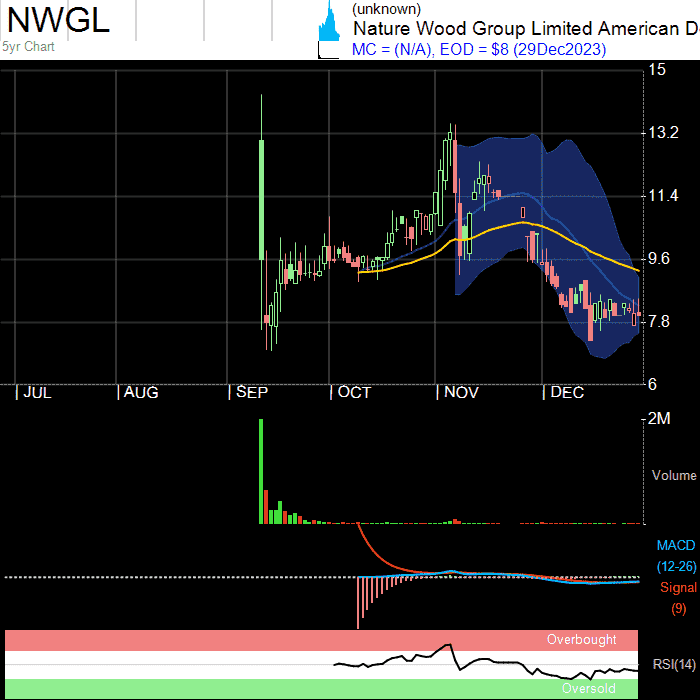 NWGL
5yr Chart
(unknown)
Nature Wood Group Limited American D
MC = (N/A), EOD = $8 (29Dec2023)
15
13.2
11.4
9.6
7.8
6
JUL AUG SEP OCT NOV DEC
2M
Volume
MACD
(12-26)
Signal
(9)
Overbought
RSI(14)
Oversold